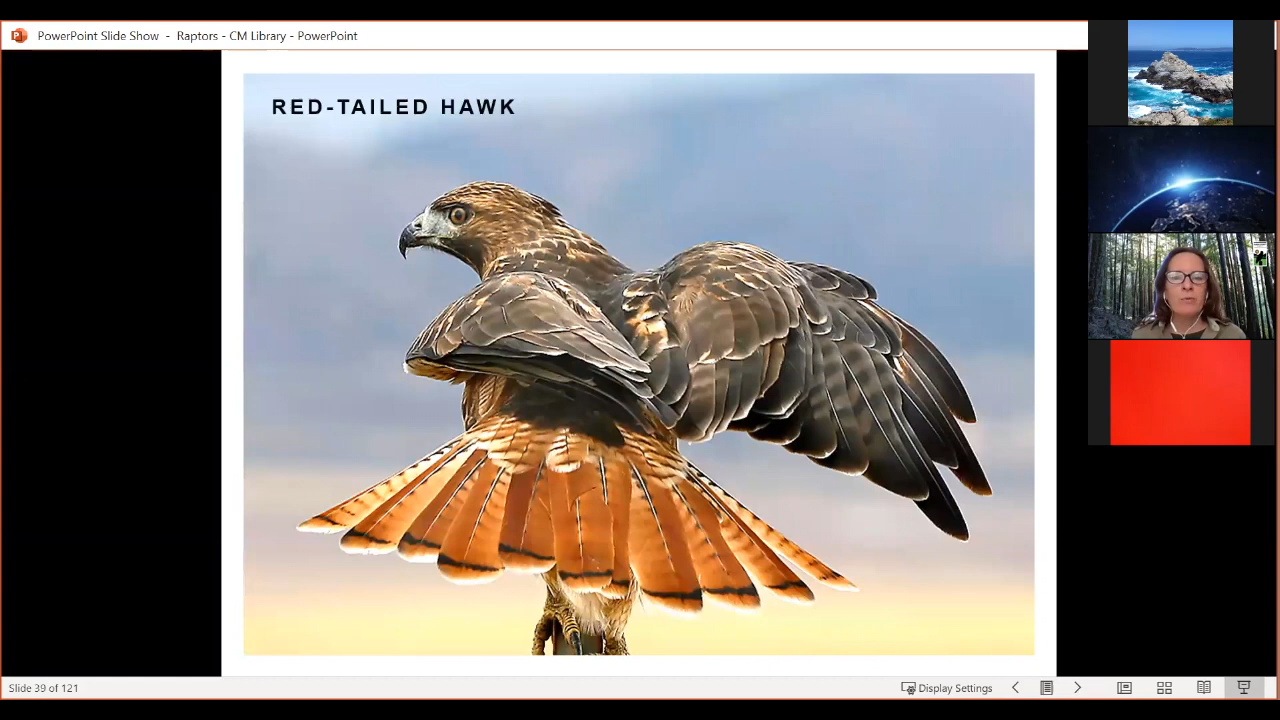 PowerPoint Slide Show - Raptors - CM Library - PowerPoint
RED-TAILED HAWK
Slide 39 of 121
Display Settings